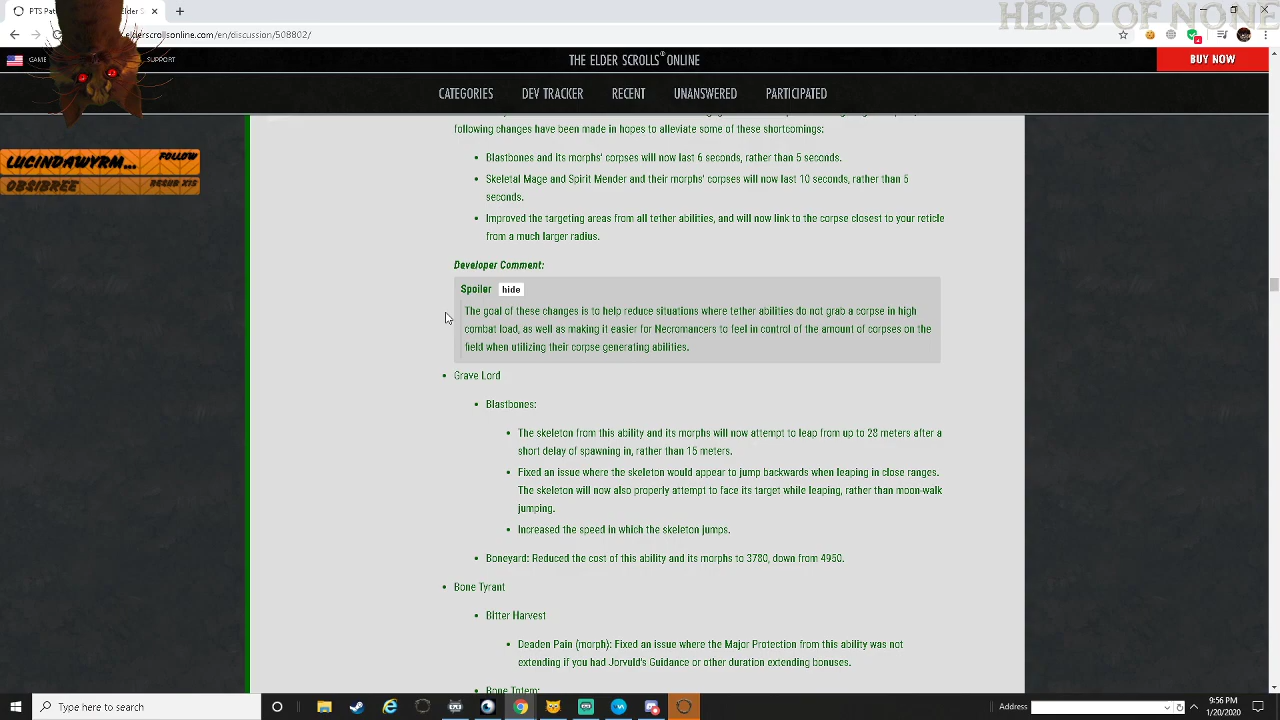 HERO OF NONE
PTS Pat
Elder S
derscrollsonline.com/en/discussion/508892/
GAME
SUPPORT
THE ELDER SCROLLS® ONLINE
BUY NOW
CATEGORIES DEV TRACKER RECENT UNANSWERED PARTICIPATED
LUCINDAWYRM... FOLLOW
OBSIBREE RESUB X15
following changes have been made in hopes to alleviate some of these shortcomings:
• Blastbones and its morphs' corpses will now last 6 seconds, rather than 5 seconds.
• Skeletal Mage and Spirit Mender and their morphs' corpses will now last 10 seconds, rather than 5
seconds.
• Improved the targeting areas from all tether abilities, and will now link to the corpse closest to your reticle
from a much larger radius.
Developer Comment:
Spoiler hide
The goal of these changes is to help reduce situations where tether abilities do not grab a corpse in high
combat load, as well as making it easier for Necromancers to feel in control of the amount of corpses on the
field when utilizing their corpse generating abilities.
• Grave Lord
• Blastbones:
• The skeleton from this ability and its morphs will now attempt to leap from up to 28 meters after a
short delay of spawning in, rather than 15 meters.
• Fixed an issue where the skeleton would appear to jump backwards when leaping in close ranges.
The skeleton will now also properly attempt to face its target while leaping, rather than moon-walk
jumping.
• Increased the speed in which the skeleton jumps.
• Boneyard: Reduced the cost of this ability and its morphs to 3780, down from 4950.
• Bone Tyrant
• Bitter Harvest
• Deaden Pain (morph): Fixed an issue where the Major Protection from this ability was not
extending if you had Jorvuld's Guidance or other duration extending bonuses.
• Bone Totem:
Type here to search
Address
9:56 PM
1/20/2020